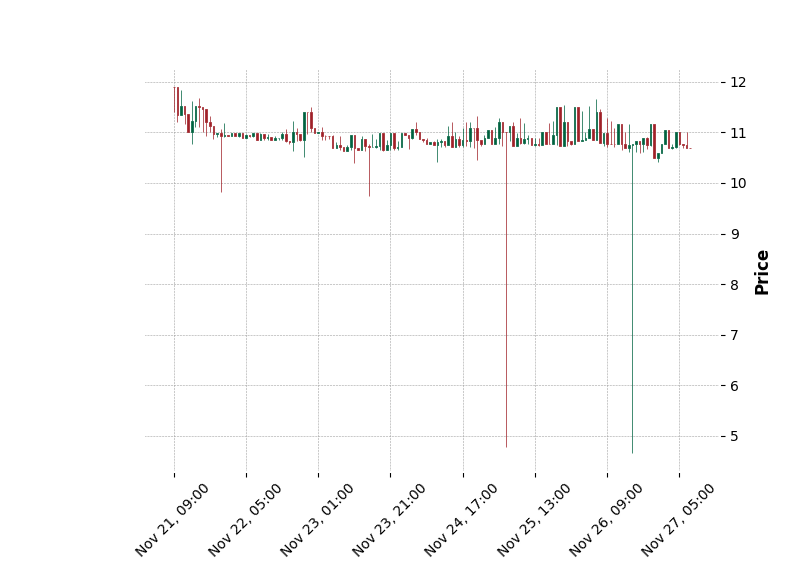 12
11
10
9
8
7
6
5
Price
Nov 21, 09:00
Nov 22, 05:00
Nov 23, 01:00
Nov 23, 21:00
Nov 24, 17:00
Nov 25, 13:00
Nov 26, 09:00
Nov 27, 05:00